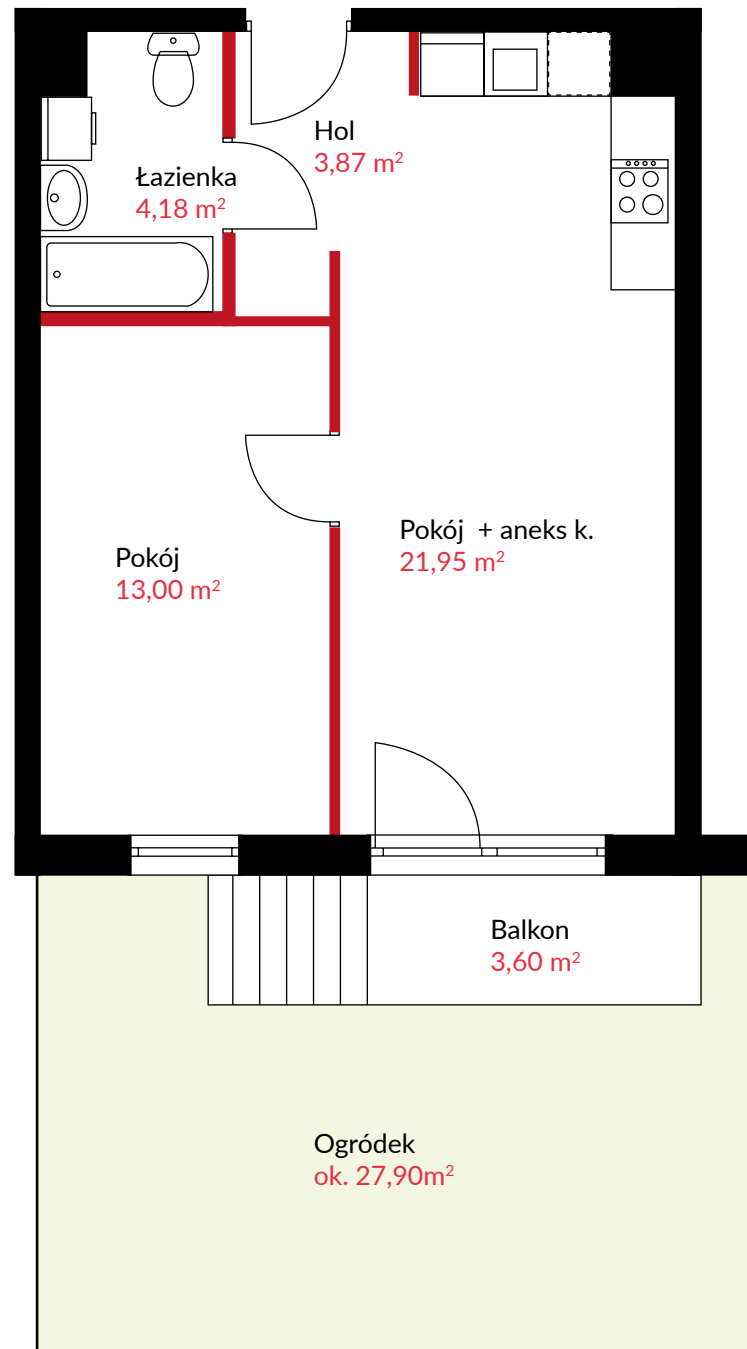 Hol
3,87 m²
Łazienka
4,18 m²
Pokój + aneks k.
21,95 m²
Pokój
13,00 m²
Balkon
3,60 m²
Ogródek
ok. 27,90m²